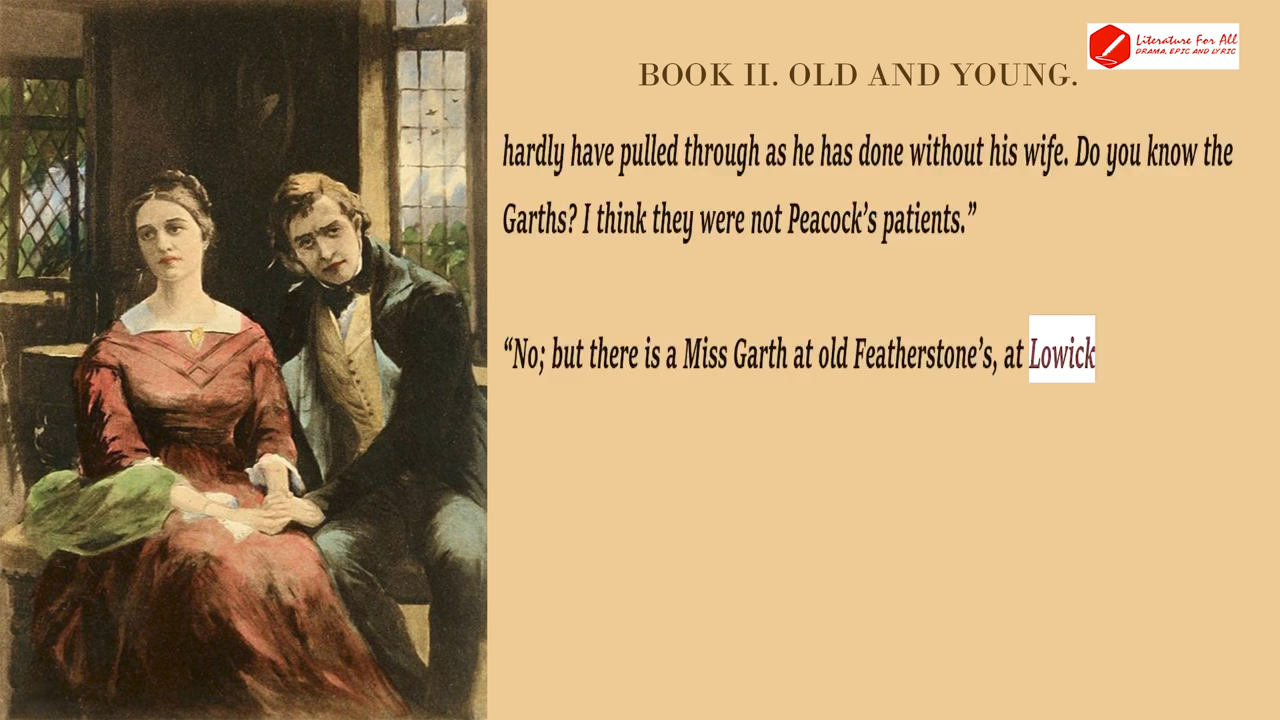 Literature For All
DRAMA, EPIC AND LYRIC
BOOK II. OLD AND YOUNG.
hardly have pulled through as he has done without his wife. Do you know the
Garths? I think they were not Peacock’s patients.”
“No; but there is a Miss Garth at old Featherstone’s, at Lowick